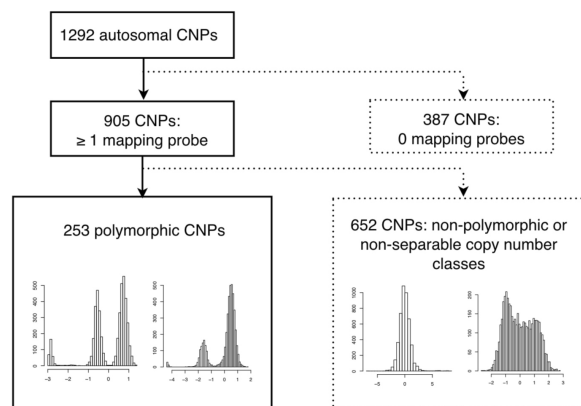 1292 autosomal CNPs
905 CNPs:
≥ 1 mapping probe
387 CNPs:
0 mapping probes
253 polymorphic CNPs
652 CNPs: non-polymorphic or
non-separable copy number
classes
500
400
300
200
100
0
-3 -2 -1 0 1
500
400
300
200
100
0
-4 -3 -2 -1 0 1 2
1000
800
600
400
200
0
-5 0 5
200
150
100
50
0
-2 -1 0 1 2 3